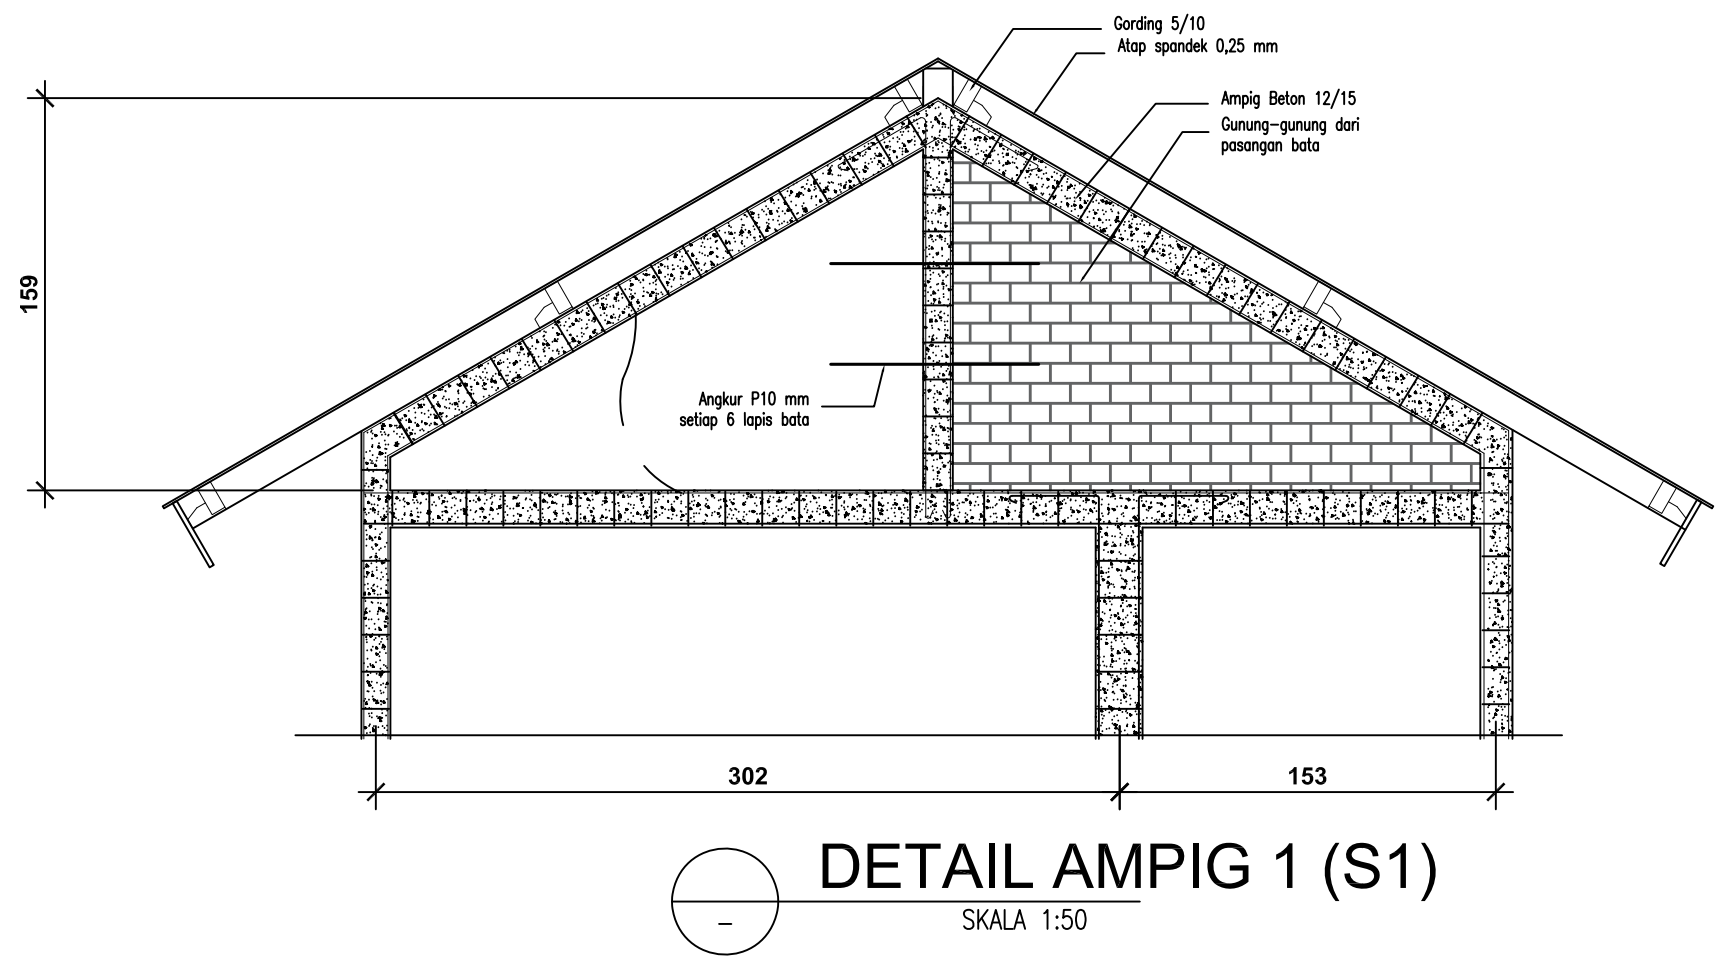 Gording 5/10
Atap spandek 0,25 mm
Ampig Beton 12/15
Gunung-gunung dari
pasangan bata
159
Angkur P10 mm
setiap 6 lapis bata
302
153
DETAIL AMPIG 1 (S1)
SKALA 1:50
-